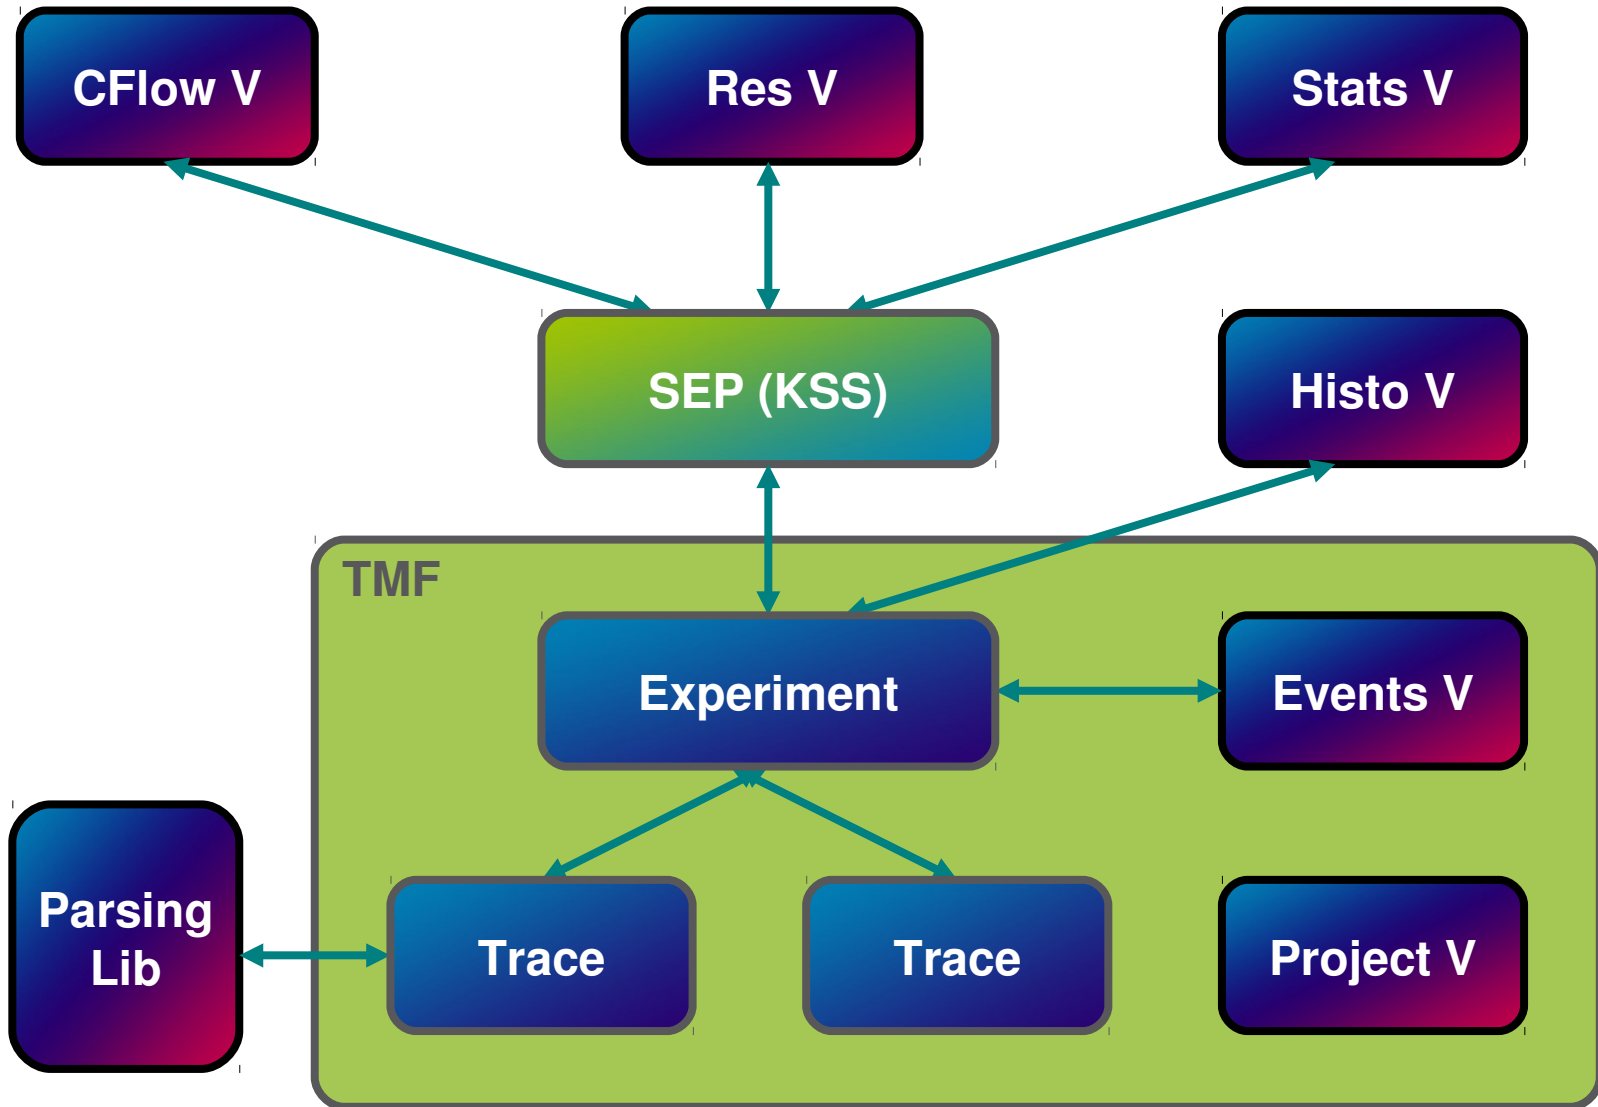 CFlow V
Res V
Stats V
SEP (KSS)
Histo V
TMF
Experiment
Events V
Parsing
Lib
Trace
Trace
Project V